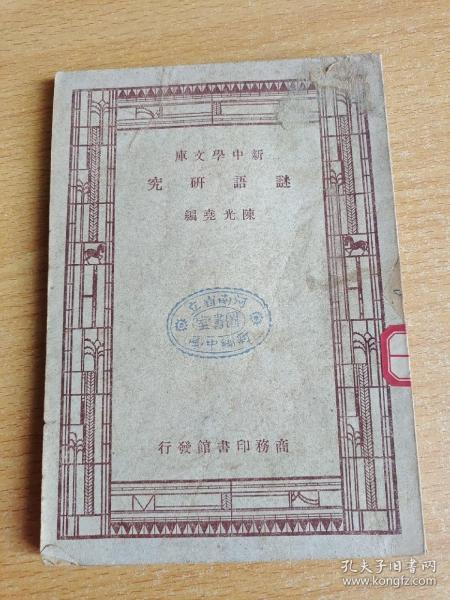 新中學文庫
謎語研究
陳光堯編
商務印書館發行
孔夫子旧书网
www.kongfz.com